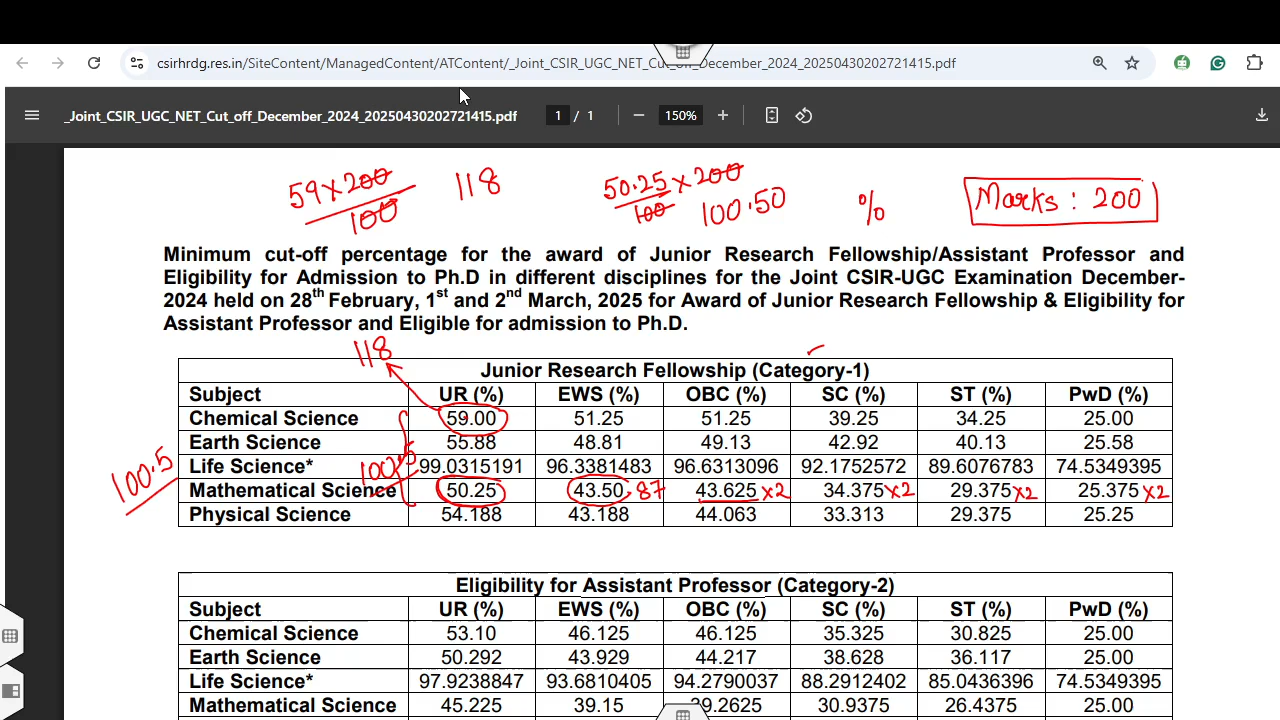 csirhrdg.res.in/SiteContent/ManagedContent/ATContent/_Joint_CSIR_UGC_NET_Cut_off_December_2024_20250430202721415.pdf
_Joint_CSIR_UGC_NET_Cut_off_December_2024_20250430202721415.pdf 1 / 1 150%
59×200 118 50.25×200 100.50 % Marks : 200
100 100
Minimum cut-off percentage for the award of Junior Research Fellowship/Assistant Professor and
Eligibility for Admission to Ph.D in different disciplines for the Joint CSIR-UGC Examination December-
2024 held on 28th February, 1st and 2nd March, 2025 for Award of Junior Research Fellowship & Eligibility for
Assistant Professor and Eligible for admission to Ph.D.
118
Junior Research Fellowship (Category-1)
Subject UR (%) EWS (%) OBC (%) SC (%) ST (%) PwD (%)
Chemical Science 59.00 51.25 51.25 39.25 34.25 25.00
Earth Science 55.88 48.81 49.13 42.92 40.13 25.58
100.5 Life Science* 100.5 99.0315191 96.3381483 96.6313096 92.1752572 89.6076783 74.5349395
Mathematical Science 50.25 43.50 87 43.625 ×2 34.375 ×2 29.375 ×2 25.375 ×2
Physical Science 54.188 43.188 44.063 33.313 29.375 25.25
Eligibility for Assistant Professor (Category-2)
Subject UR (%) EWS (%) OBC (%) SC (%) ST (%) PwD (%)
Chemical Science 53.10 46.125 46.125 35.325 30.825 25.00
Earth Science 50.292 43.929 44.217 38.628 36.117 25.00
Life Science* 97.9238847 93.6810405 94.2790037 88.2912402 85.0436396 74.5349395
Mathematical Science 45.225 39.15 39.2625 30.9375 26.4375 25.00